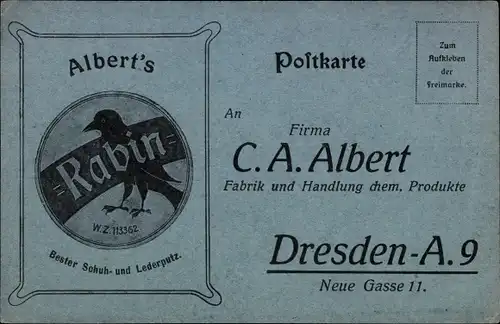 Albert's
=Rabin=
W.Z. 113362
Bester Schuh- und Lederputz.
Postkarte
Zum
Aufkleben
der
Freimarke.
An
Firma
C. A. Albert
Fabrik und Handlung chem. Produkte
Dresden-A. 9
Neue Gasse 11.